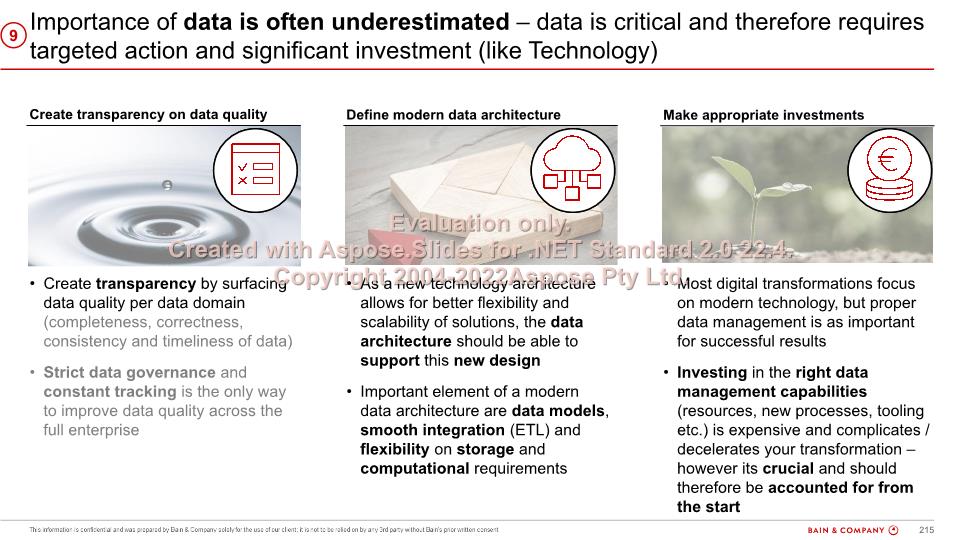 9
Importance of data is often underestimated – data is critical and therefore requires
targeted action and significant investment (like Technology)
Create transparency on data quality
• Create transparency by surfacing
data quality per data domain
(completeness, correctness,
consistency and timeliness of data)
• Strict data governance and
constant tracking is the only way
to improve data quality across the
full enterprise
Define modern data architecture
• As a new technology architecture
allows for better flexibility and
scalability of solutions, the data
architecture should be able to
support this new design
• Important element of a modern
data architecture are data models,
smooth integration (ETL) and
flexibility on storage and
computational requirements
Make appropriate investments
• Most digital transformations focus
on modern technology, but proper
data management is as important
for successful results
• Investing in the right data
management capabilities
(resources, new processes, tooling
etc.) is expensive and complicates /
decelerates your transformation –
however its crucial and should
therefore be accounted for from
the start
Evaluation only.
Created with Aspose.Slides for .NET Standard 2.0 22.4.
Copyright 2004-2022Aspose Pty Ltd.
This information is confidential and was prepared by Bain & Company solely for the use of our client; it is not to be relied on by any 3rd party without Bain's prior written consent
BAIN & COMPANY
215